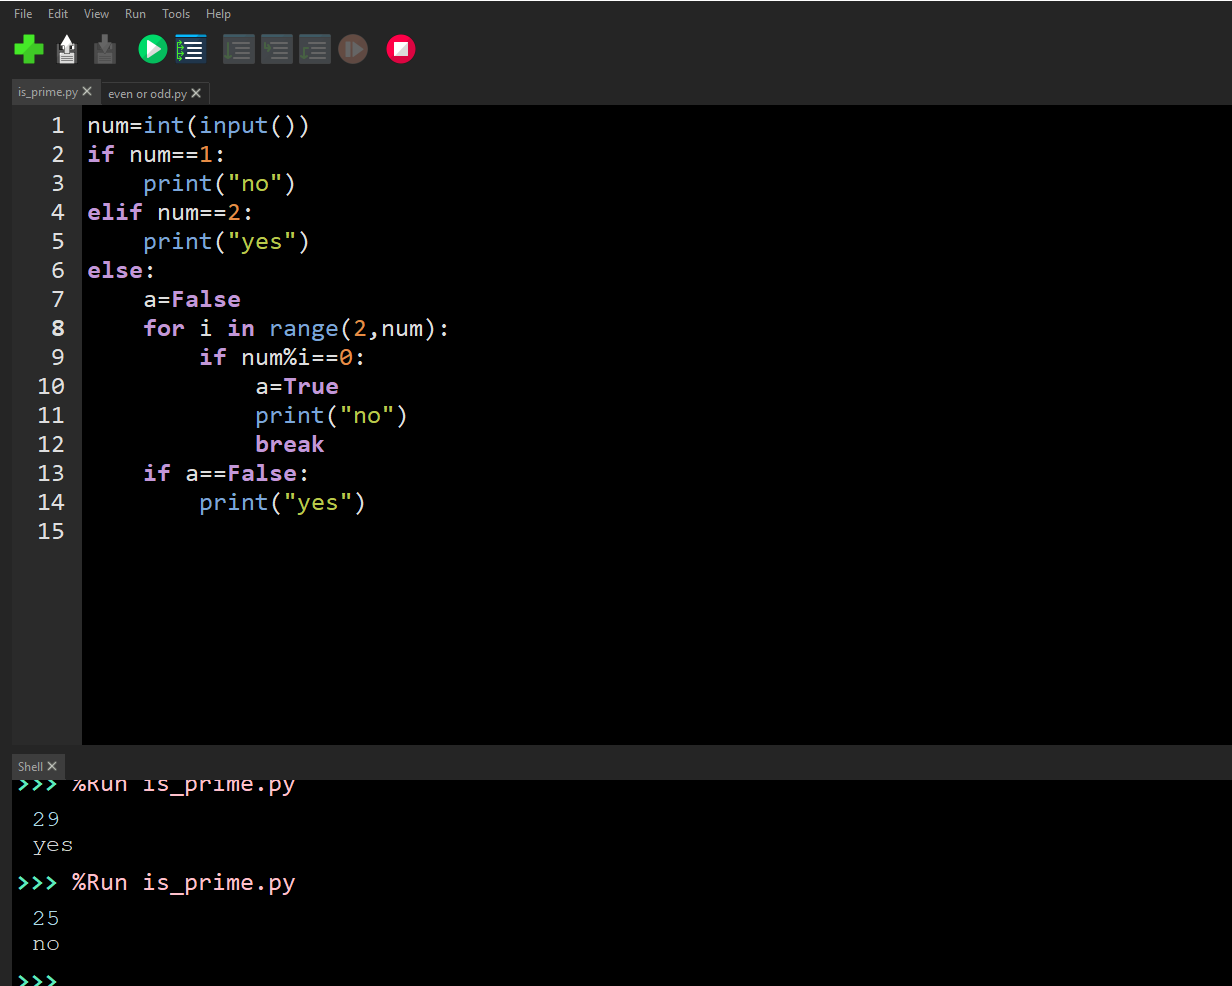 File Edit View Run Tools Help
is_prime.py even or odd.py
1 num=int(input())
2 if num==1:
3     print("no")
4 elif num==2:
5     print("yes")
6 else:
7     a=False
8     for i in range(2,num):
9         if num%i==0:
10             a=True
11             print("no")
12             break
13     if a==False:
14         print("yes")
15
Shell
>>> %Run is_prime.py
29
yes
>>> %Run is_prime.py
25
no
>>>